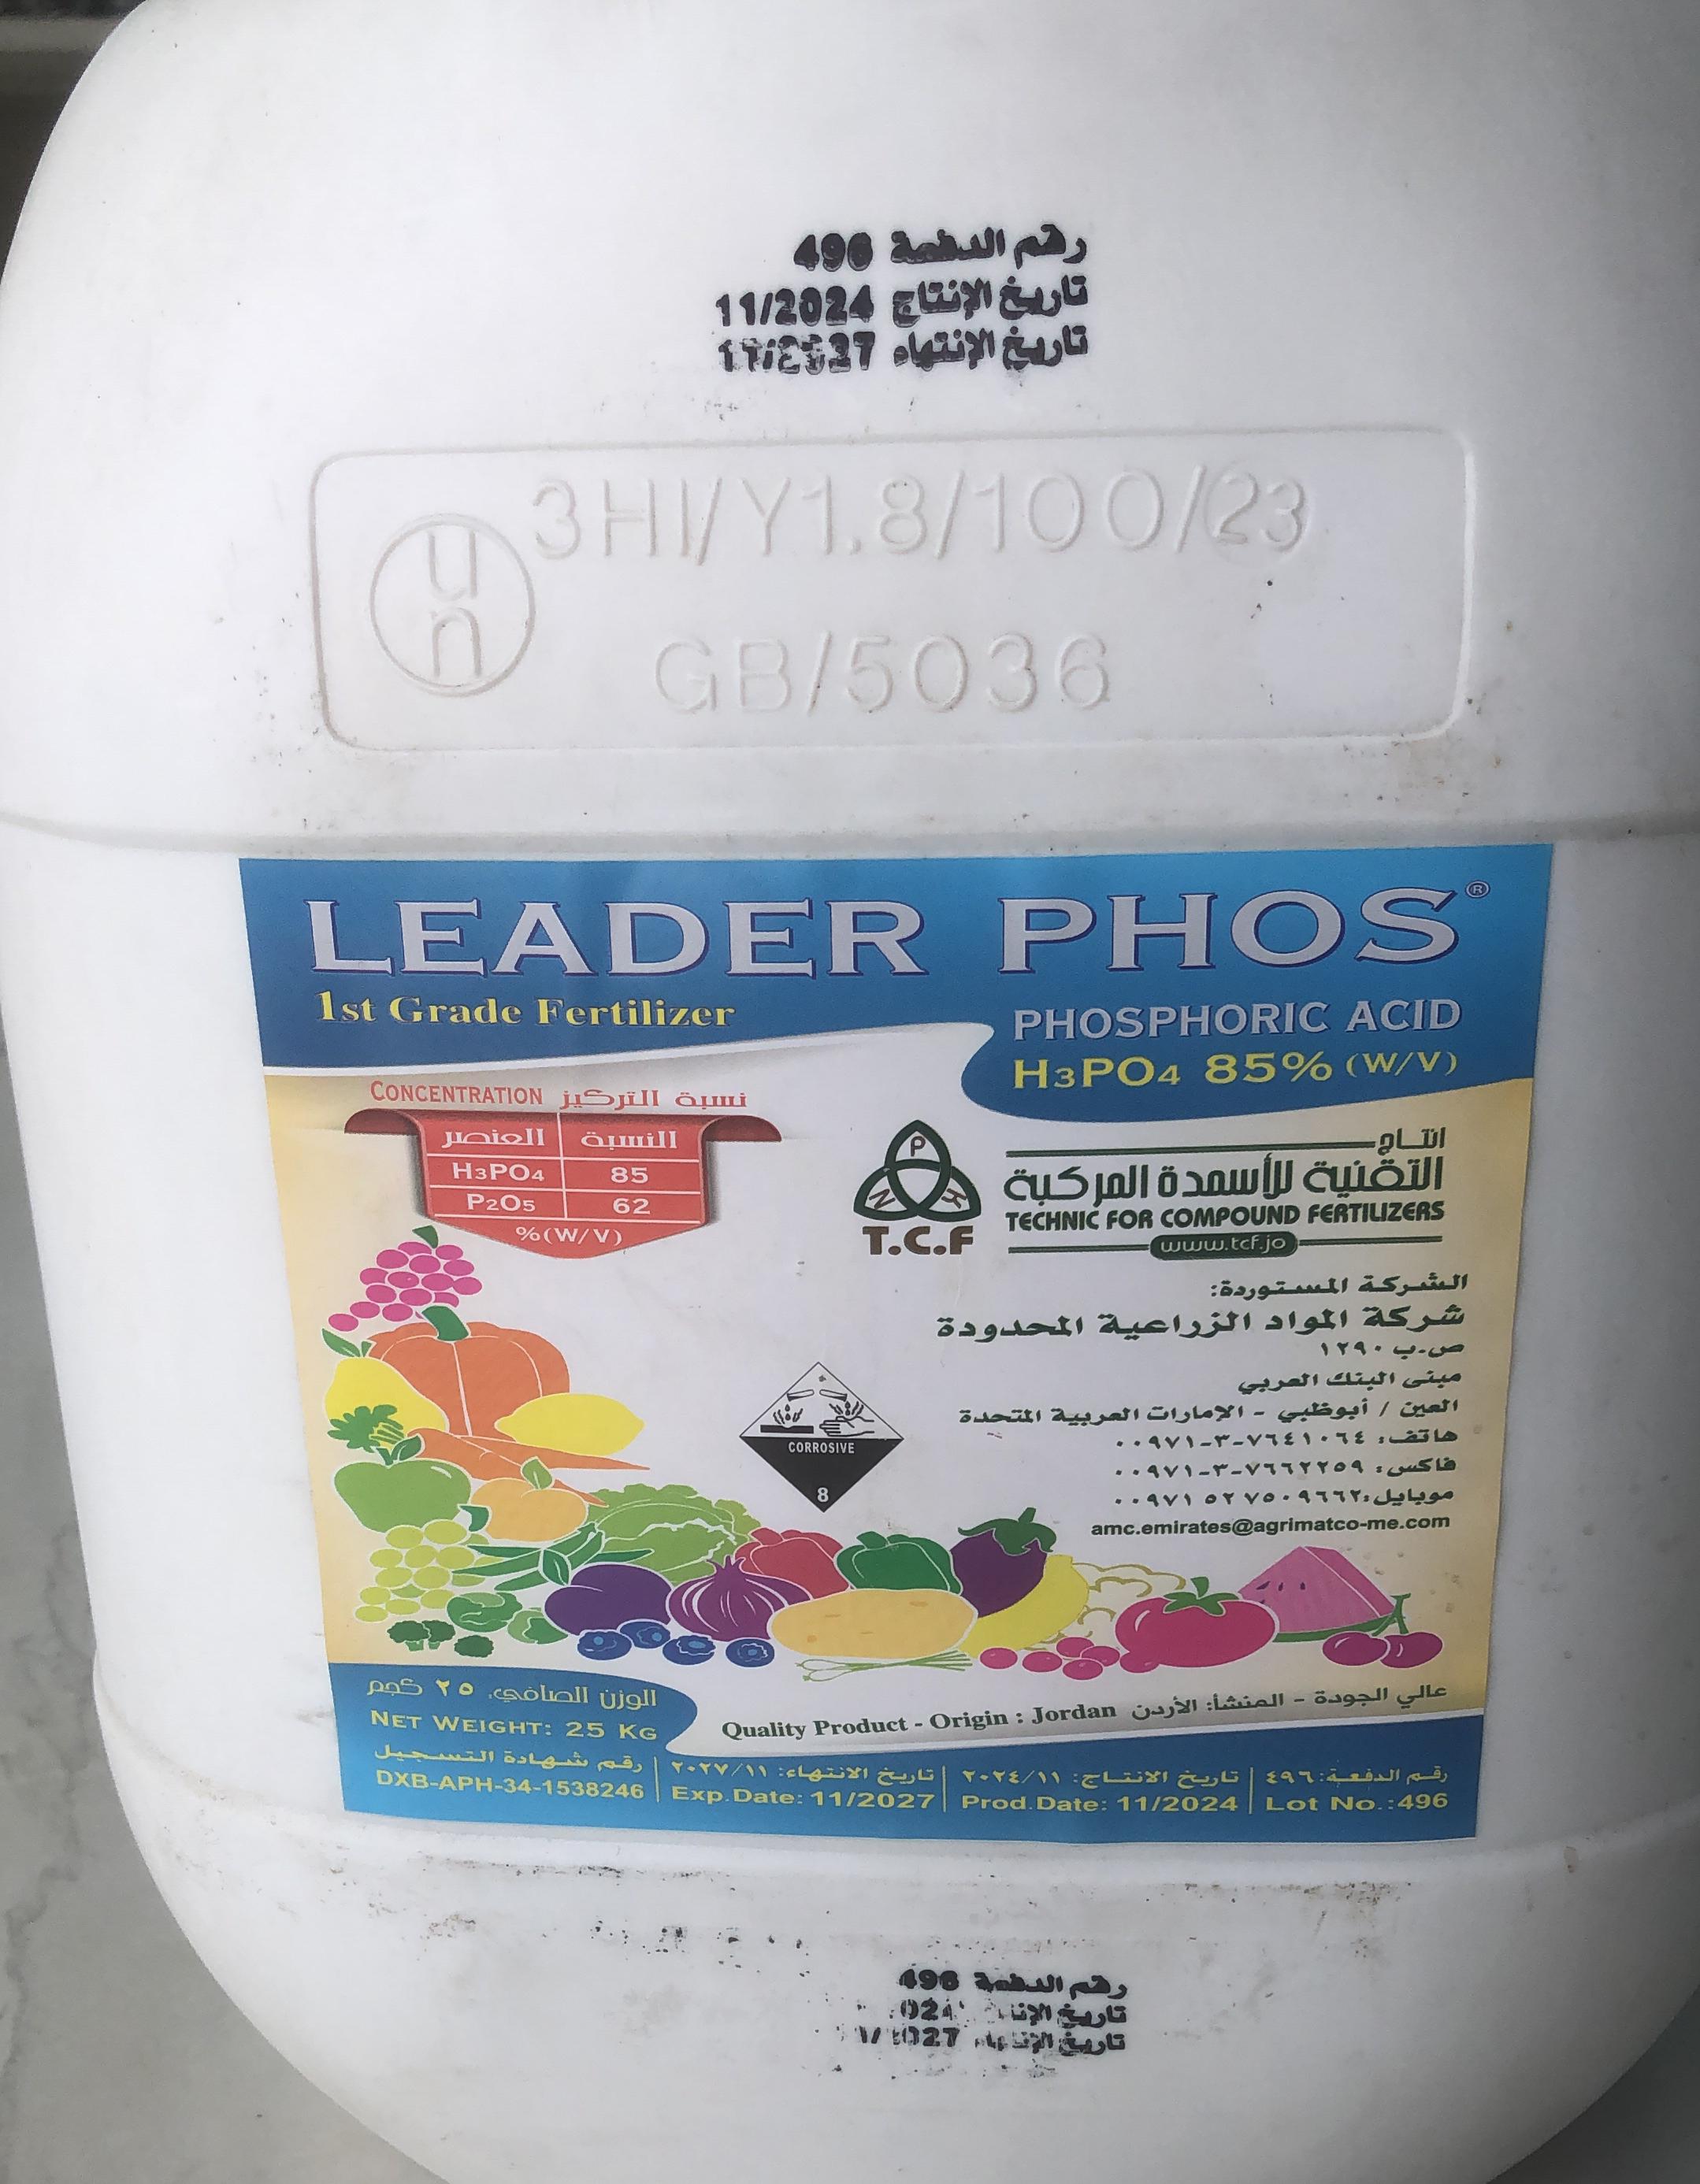 رقم الدفعة 496
تاريخ الإنتاج 11/2024
تاريخ الإنتهاء 11/2027
un
3H1/Y1.8/100/23
GB/5036
LEADER PHOS®
1st Grade Fertilizer
PHOSPHORIC ACID
H3PO4 85% (W/V)
CONCENTRATION نسبة التركيز
العنصر النسبة
H3PO4 85
P2O5 62
%(W/V)
P
N K
T.C.F
انتاج
التقنية للأسمدة المركبة
TECHNIC FOR COMPOUND FERTILIZERS
www.tcf.jo
الشركة المستوردة:
شركة المواد الزراعية المحدودة
ص.ب ١٢٩٠
مبنى البنك العربي
العين / أبوظبي - الإمارات العربية المتحدة
هاتف: ٠٠٩٧١-٣-٧٦٤١٠٦٤
فاكس: ٠٠٩٧١-٣-٧٦٦٢٢٥٩
موبايل: ٠٠٩٧١ ٥٢ ٧٥٠٩٦٦٢
amc.emirates@agrimatco-me.com
CORROSIVE
8
الوزن الصافي: ٢٥ كجم
NET WEIGHT: 25 KG
عالي الجودة - المنشأ: الأردن Quality Product - Origin : Jordan
رقم الدفعة: ٤٩٦ تاريخ الانتاج: ٢٠٢٤/١١ تاريخ الانتهاء: ٢٠٢٧/١١ رقم شهادة التسجيل
DXB-APH-34-1538246 Exp.Date: 11/2027 Prod.Date: 11/2024 Lot No.:496
رقم الدفعة 496
تاريخ
تاريخ